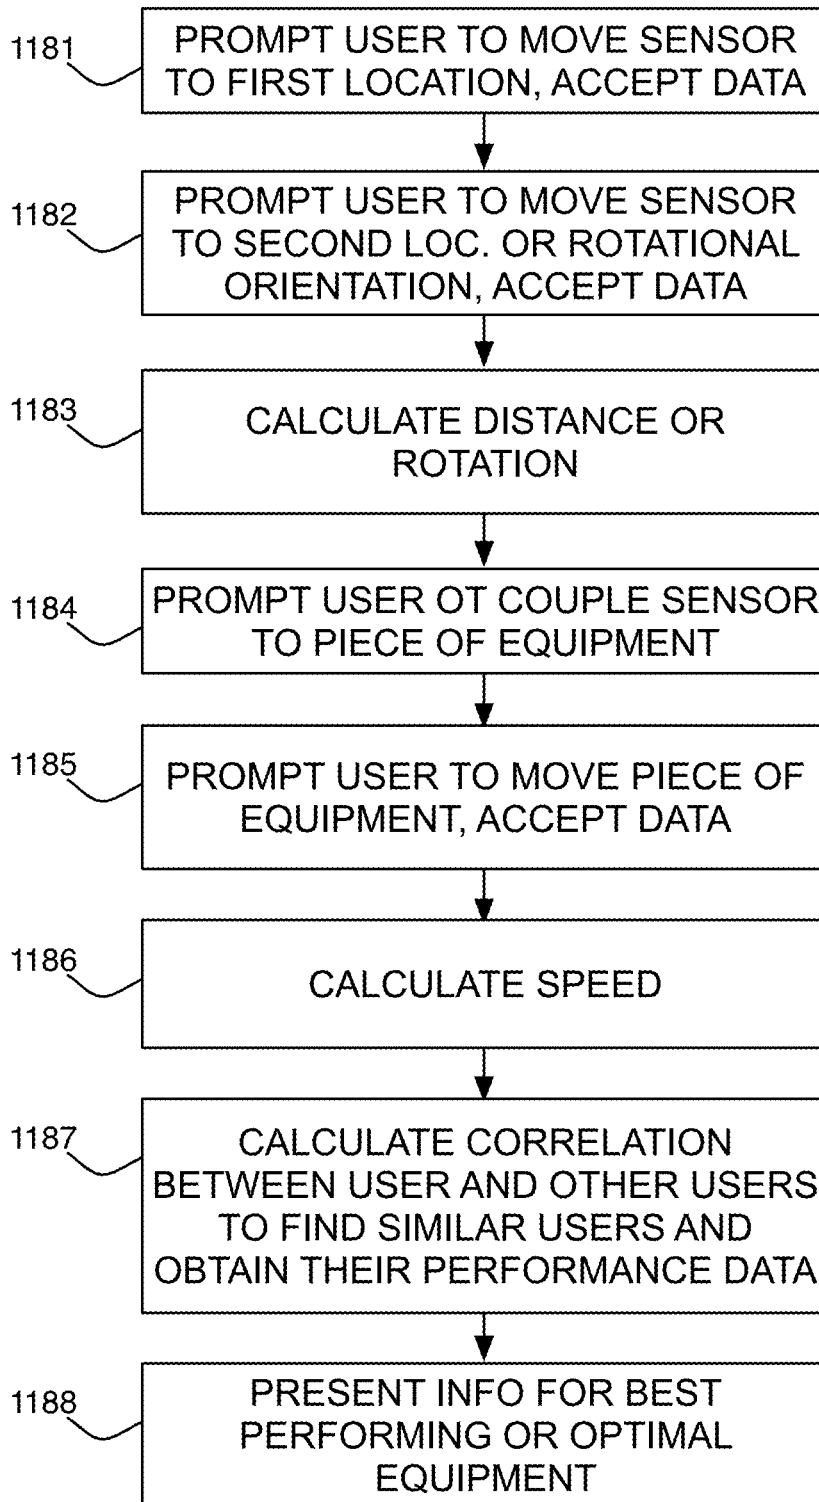 1181
PROMPT USER TO MOVE SENSOR
TO FIRST LOCATION, ACCEPT DATA
1182
PROMPT USER TO MOVE SENSOR
TO SECOND LOC. OR ROTATIONAL
ORIENTATION, ACCEPT DATA
1183
CALCULATE DISTANCE OR
ROTATION
1184
PROMPT USER OT COUPLE SENSOR
TO PIECE OF EQUIPMENT
1185
PROMPT USER TO MOVE PIECE OF
EQUIPMENT, ACCEPT DATA
1186
CALCULATE SPEED
1187
CALCULATE CORRELATION
BETWEEN USER AND OTHER USERS
TO FIND SIMILAR USERS AND
OBTAIN THEIR PERFORMANCE DATA
1188
PRESENT INFO FOR BEST
PERFORMING OR OPTIMAL
EQUIPMENT